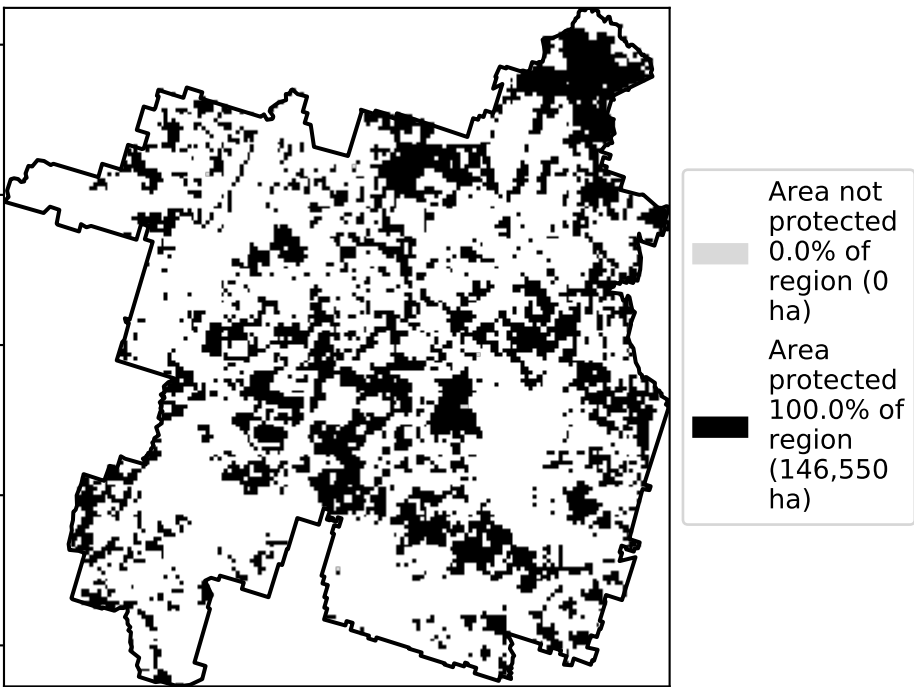 Area not
protected
0.0% of
region (0
ha)
Area
protected
100.0% of
region
(146,550
ha)